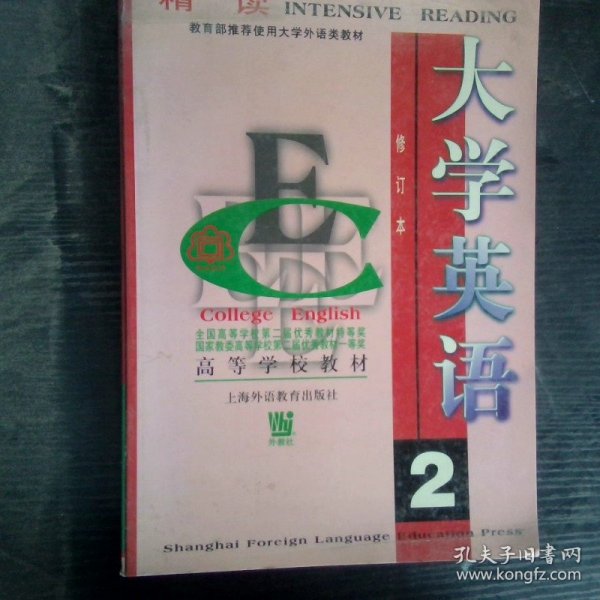 精读 INTENSIVE READING
教育部推荐使用大学外语类教材
大学英语
修订本
E
C
College English
全国高等学校第二届优秀教材特等奖
国家教委高等学校第二届优秀教材一等奖
高等学校教材
上海外语教育出版社
Why
外教社
2
Shanghai Foreign Language Education Press
孔夫子旧书网
www.kongfz.com